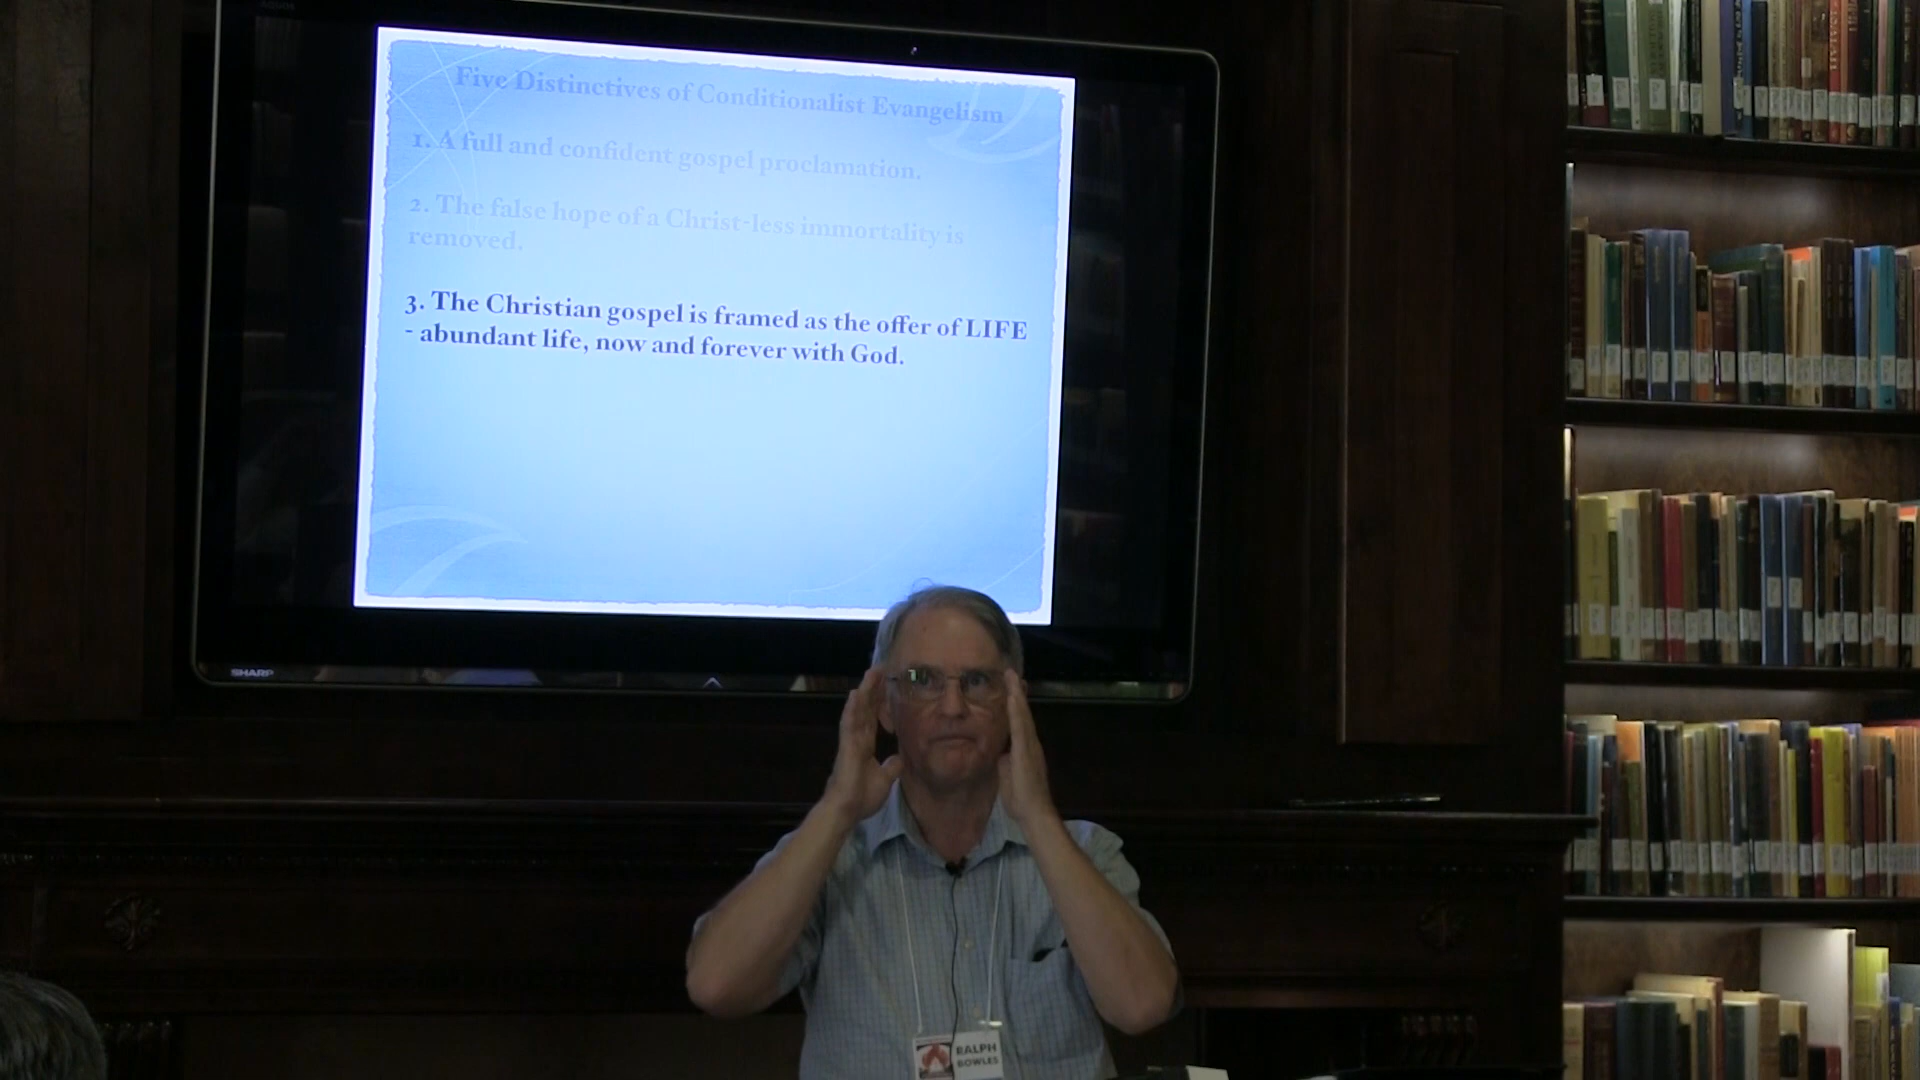 Five Distinctives of Conditionalist Evangelism
1. A full and confident gospel proclamation.
2. The false hope of a Christ-less immortality is
removed.
3. The Christian gospel is framed as the offer of LIFE
- abundant life, now and forever with God.
SHARP
RALPH
BOWLES